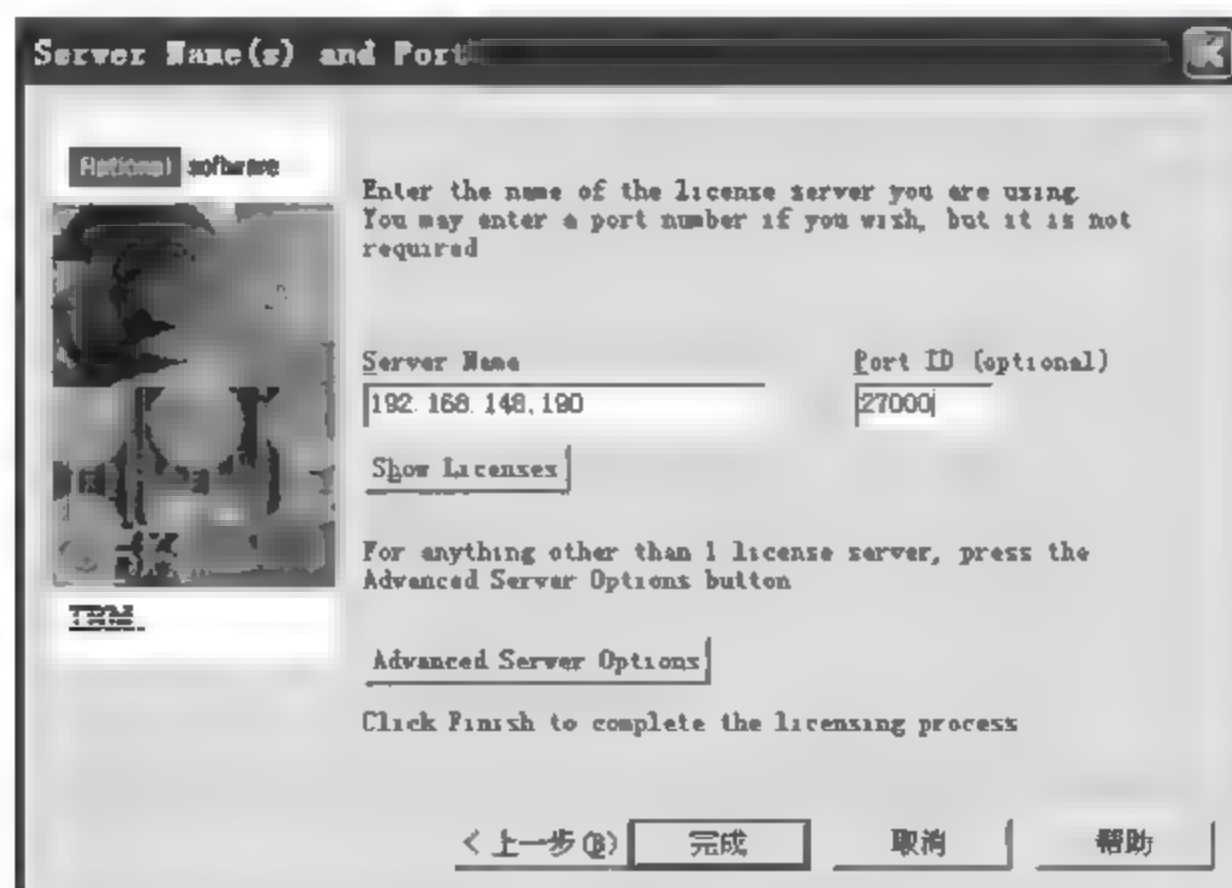 Server Name(s) and Port
Rational software
Enter the name of the license server you are using
You may enter a port number if you wish, but it is not
required
Server Name
Port ID (optional)
192.168.148.190
27000
Show Licenses
For anything other than 1 license server, press the
Advanced Server Options button
IBM.
Advanced Server Options
Click Finish to complete the licensing process
< 上一步(B)
完成
取消
帮助